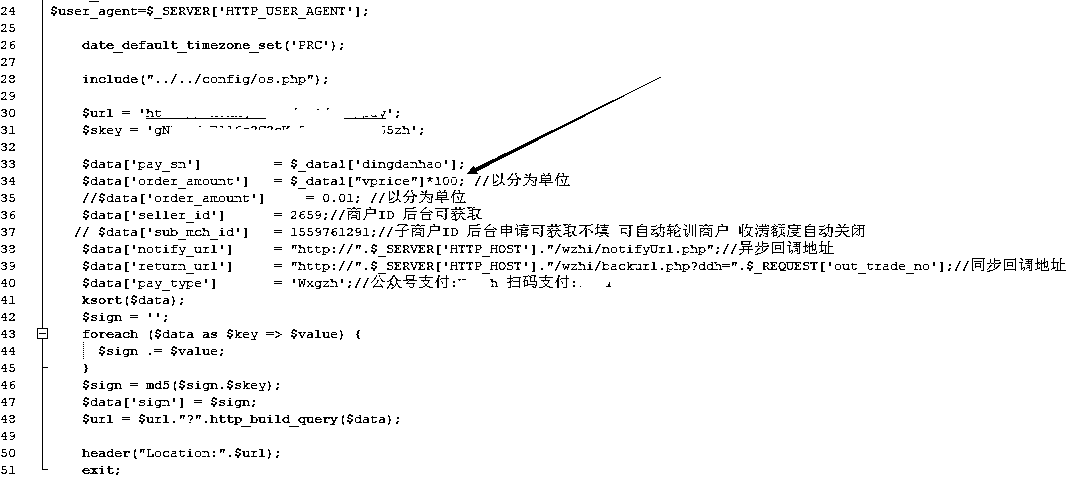 24 $user_agent=$_SERVER['HTTP_USER_AGENT'];
25
26 date_default_timezone_set('PRC');
27
28 include("../../config/os.php");
29
30 $url = 'ht ';
31 $skey = 'gN 55zh';
32
33 $data['pay_sn'] = $_data1['dingdanhao'];
34 $data['order_amount'] = $_data1["vprice"]*100; //以分为单位
35 //$data['order_amount'] = 0.01; //以分为单位
36 $data['seller_id'] = 2659;//商户ID 后台可获取
37 // $data['sub_mch_id'] = 1559761291;//子商户ID 后台申请可获取不填 可自动轮训商户 收满额度自动关闭
38 $data['notify_url'] = "http://".$_SERVER['HTTP_HOST']."/wzhi/notifyUrl.php";//异步回调地址
39 $data['return_url'] = "http://".$_SERVER['HTTP_HOST']."/wzhi/backurl.php?ddh=".$_REQUEST['out_trade_no'];//同步回调地址
40 $data['pay_type'] = 'Wxgzh';//公众号支付: h 扫码支付:
41 ksort($data);
42 $sign = '';
43 foreach ($data as $key => $value) {
44 $sign .= $value;
45 }
46 $sign = md5($sign.$skey);
47 $data['sign'] = $sign;
48 $url = $url."?".http_build_query($data);
49
50 header("Location:".$url);
51 exit;